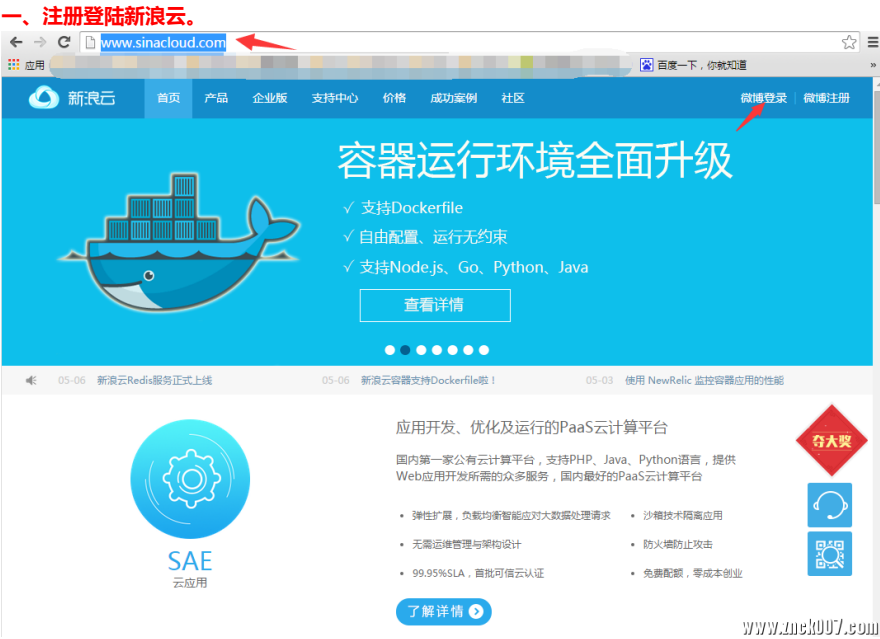 一、注册登陆新浪云。
www.sinacloud.com
应用
百度一下，你就知道
»
新浪云 首页 产品 企业版 支持中心 价格 成功案例 社区 微博登录 | 微博注册
容器运行环境全面升级
√ 支持Dockerfile
√ 自由配置、运行无约束
√ 支持Node.js、Go、Python、Java
查看详情
05-06 新浪云Redis服务正式上线 05-06 新浪云容器支持Dockerfile啦！ 05-03 使用 NewRelic 监控容器应用的性能
应用开发、优化及运行的PaaS云计算平台
夺大奖
国内第一家公有云计算平台，支持PHP、Java、Python语言，提供
Web应用开发所需的众多服务，国内最好的PaaS云计算平台
• 弹性扩展，负载均衡智能应对大数据处理请求 • 沙箱技术隔离应用
• 无需运维管理与架构设计 • 防火墙防止攻击
• 99.95%SLA，首批可信云认证 • 免费配额，零成本创业
SAE
云应用
了解详情
www.znck007.com